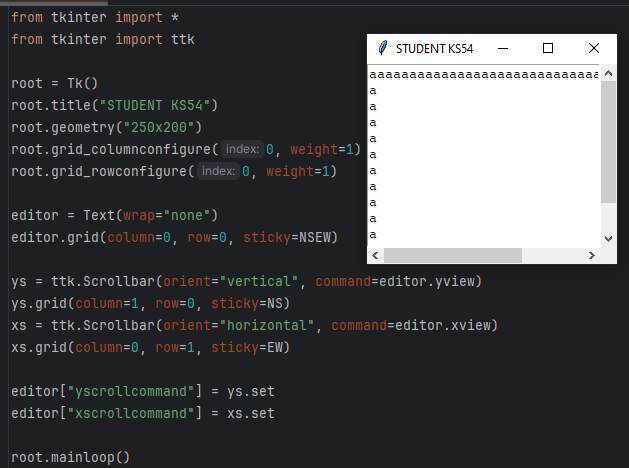 from tkinter import *
from tkinter import ttk

root = Tk()
root.title("STUDENT KS54")
root.geometry("250x200")
root.grid_columnconfigure( index: 0, weight=1)
root.grid_rowconfigure( index: 0, weight=1)

editor = Text(wrap="none")
editor.grid(column=0, row=0, sticky=NSEW)

ys = ttk.Scrollbar(orient="vertical", command=editor.yview)
ys.grid(column=1, row=0, sticky=NS)
xs = ttk.Scrollbar(orient="horizontal", command=editor.xview)
xs.grid(column=0, row=1, sticky=EW)

editor["yscrollcommand"] = ys.set
editor["xscrollcommand"] = xs.set

root.mainloop()
STUDENT KS54
aaaaaaaaaaaaaaaaaaaaaaaaaaaaa
a
a
a
a
a
a
a
a
a
a